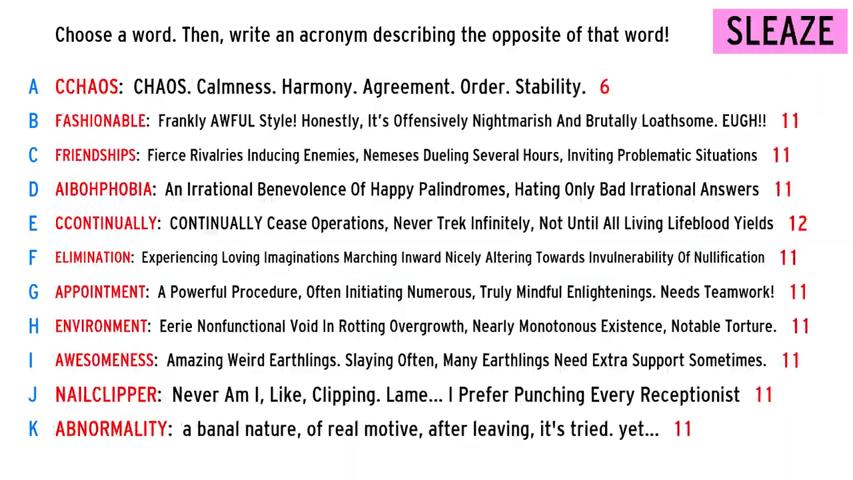 Choose a word. Then, write an acronym describing the opposite of that word!
SLEAZE
A CCHAOS: CHAOS. Calmness. Harmony. Agreement. Order. Stability. 6
B FASHIONABLE: Frankly AWFUL Style! Honestly, It's Offensively Nightmarish And Brutally Loathsome. EUGH!! 11
C FRIENDSHIPS: Fierce Rivalries Inducing Enemies, Nemeses Dueling Several Hours, Inviting Problematic Situations 11
D AIBOHPHOBIA: An Irrational Benevolence Of Happy Palindromes, Hating Only Bad Irrational Answers 11
E CCONTINUALLY: CONTINUALLY Cease Operations, Never Trek Infinitely, Not Until All Living Lifeblood Yields 12
F ELIMINATION: Experiencing Loving Imaginations Marching Inward Nicely Altering Towards Invulnerability Of Nullification 11
G APPOINTMENT: A Powerful Procedure, Often Initiating Numerous, Truly Mindful Enlightenings. Needs Teamwork! 11
H ENVIRONMENT: Eerie Nonfunctional Void In Rotting Overgrowth, Nearly Monotonous Existence, Notable Torture. 11
I AWESOMENESS: Amazing Weird Earthlings. Slaying Often, Many Earthlings Need Extra Support Sometimes. 11
J NAILCLIPPER: Never Am I, Like, Clipping. Lame... I Prefer Punching Every Receptionist 11
K ABNORMALITY: a banal nature, of real motive, after leaving, it's tried. yet... 11